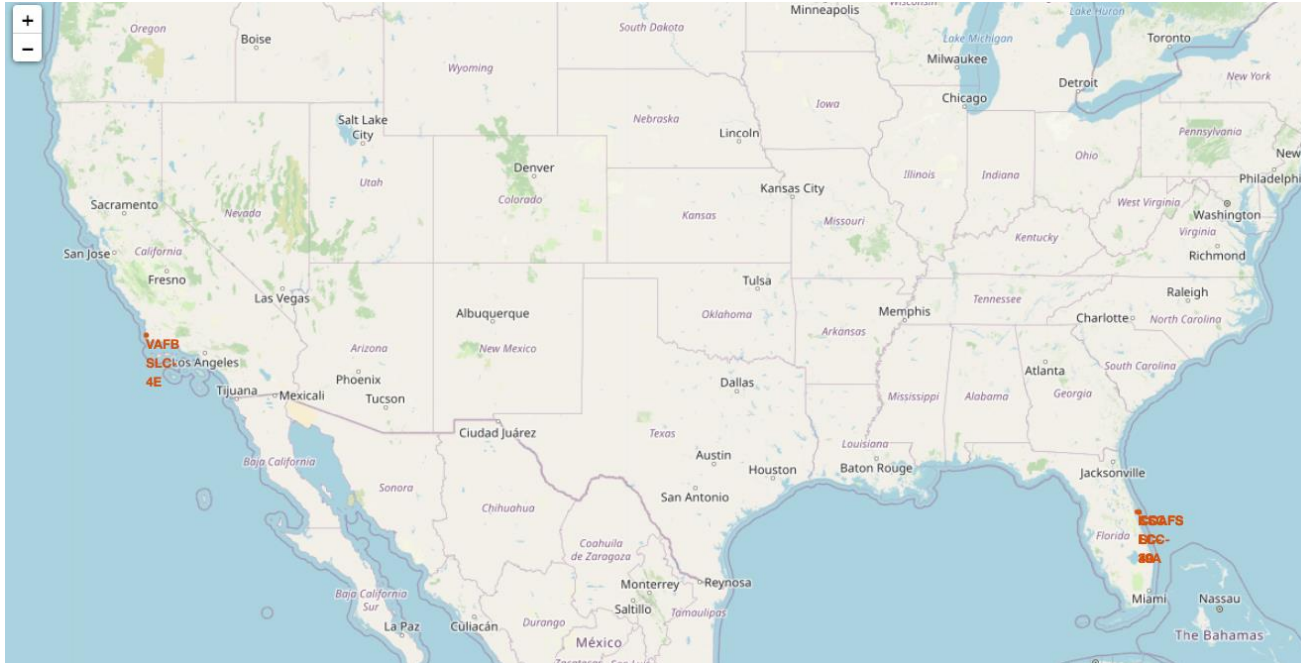 +
−
Oregon
Boise
South Dakota
Minneapolis
Wisconsin
Lake Huron
Toronto
Lake Michigan
Milwaukee
Wyoming
Detroit
New York
Chicago
Iowa
Salt Lake
City
Nebraska
Lincoln
Pennsylvania
New
Ohio
Denver
Illinois
Indiana
Philadelphi
Utah
Kansas City
Colorado
Sacramento
Nevada
Kansas
Missouri
West Virginia
Washington
Virginia
San Jose
California
Kentucky
Richmond
Fresno
Tulsa
Las Vegas
Raleigh
Tennessee
Albuquerque
Oklahoma
Memphis
Charlotte
North Carolina
VAFB
SLC-
4E
Los Angeles
Arizona
New Mexico
Arkansas
Atlanta
South Carolina
Phoenix
Dallas
Tijuana
Mexicali
Tucson
Mississippi
Alabama
Georgia
Ciudad Juárez
Texas
Louisiana
Baja California
Austin
Houston
Baton Rouge
Jacksonville
Sonora
San Antonio
Chihuahua
Florida
Coahuila
de Zaragoza
Monterrey
Reynosa
Baja California
Sur
Saltillo
Tamaulipas
Miami
Nassau
La Paz
Culiacán
Durango
México
The Bahamas
Zacatecas
San Luis